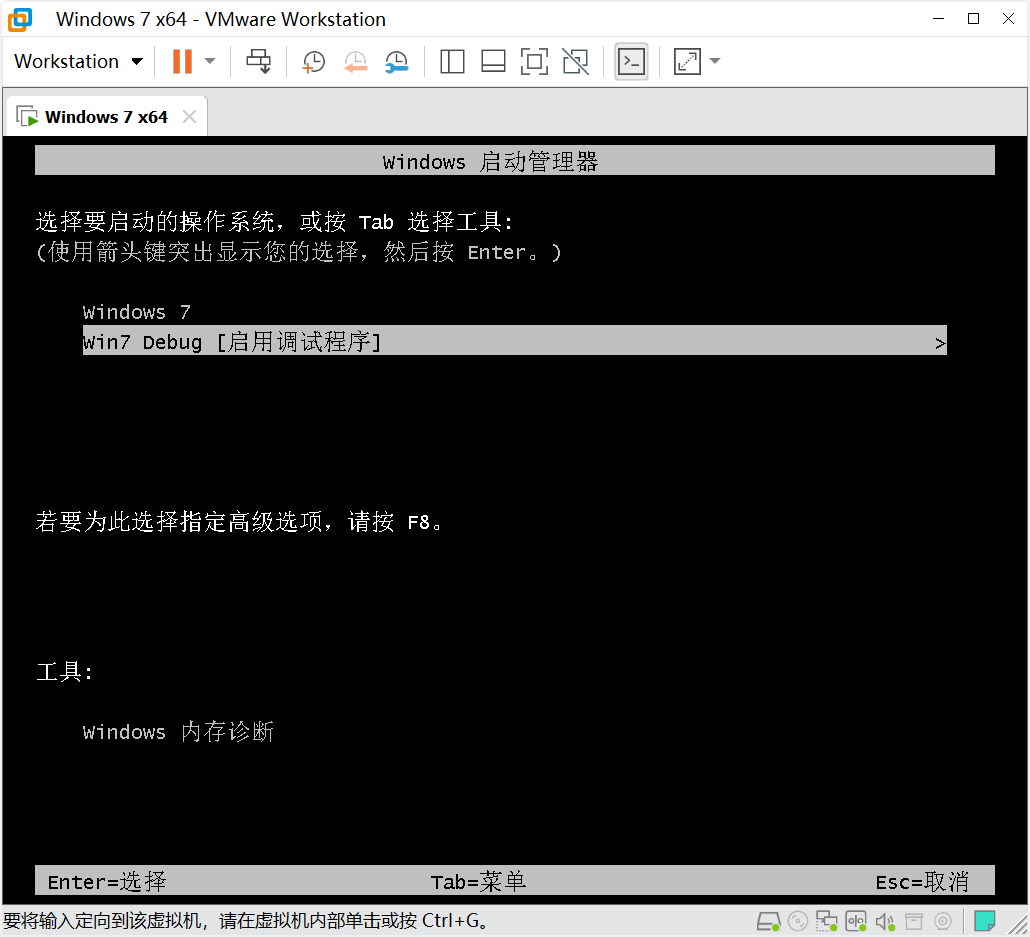 Windows 7 x64 - VMware Workstation
Workstation
Windows 7 x64
Windows 启动管理器
选择要启动的操作系统，或按 Tab 选择工具:
(使用箭头键突出显示您的选择，然后按 Enter。)
Windows 7
Win7 Debug [启用调试程序] >
若要为此选择指定高级选项，请按 F8。
工具:
Windows 内存诊断
Enter=选择 Tab=菜单 Esc=取消
要将输入定向到该虚拟机，请在虚拟机内部单击或按 Ctrl+G。